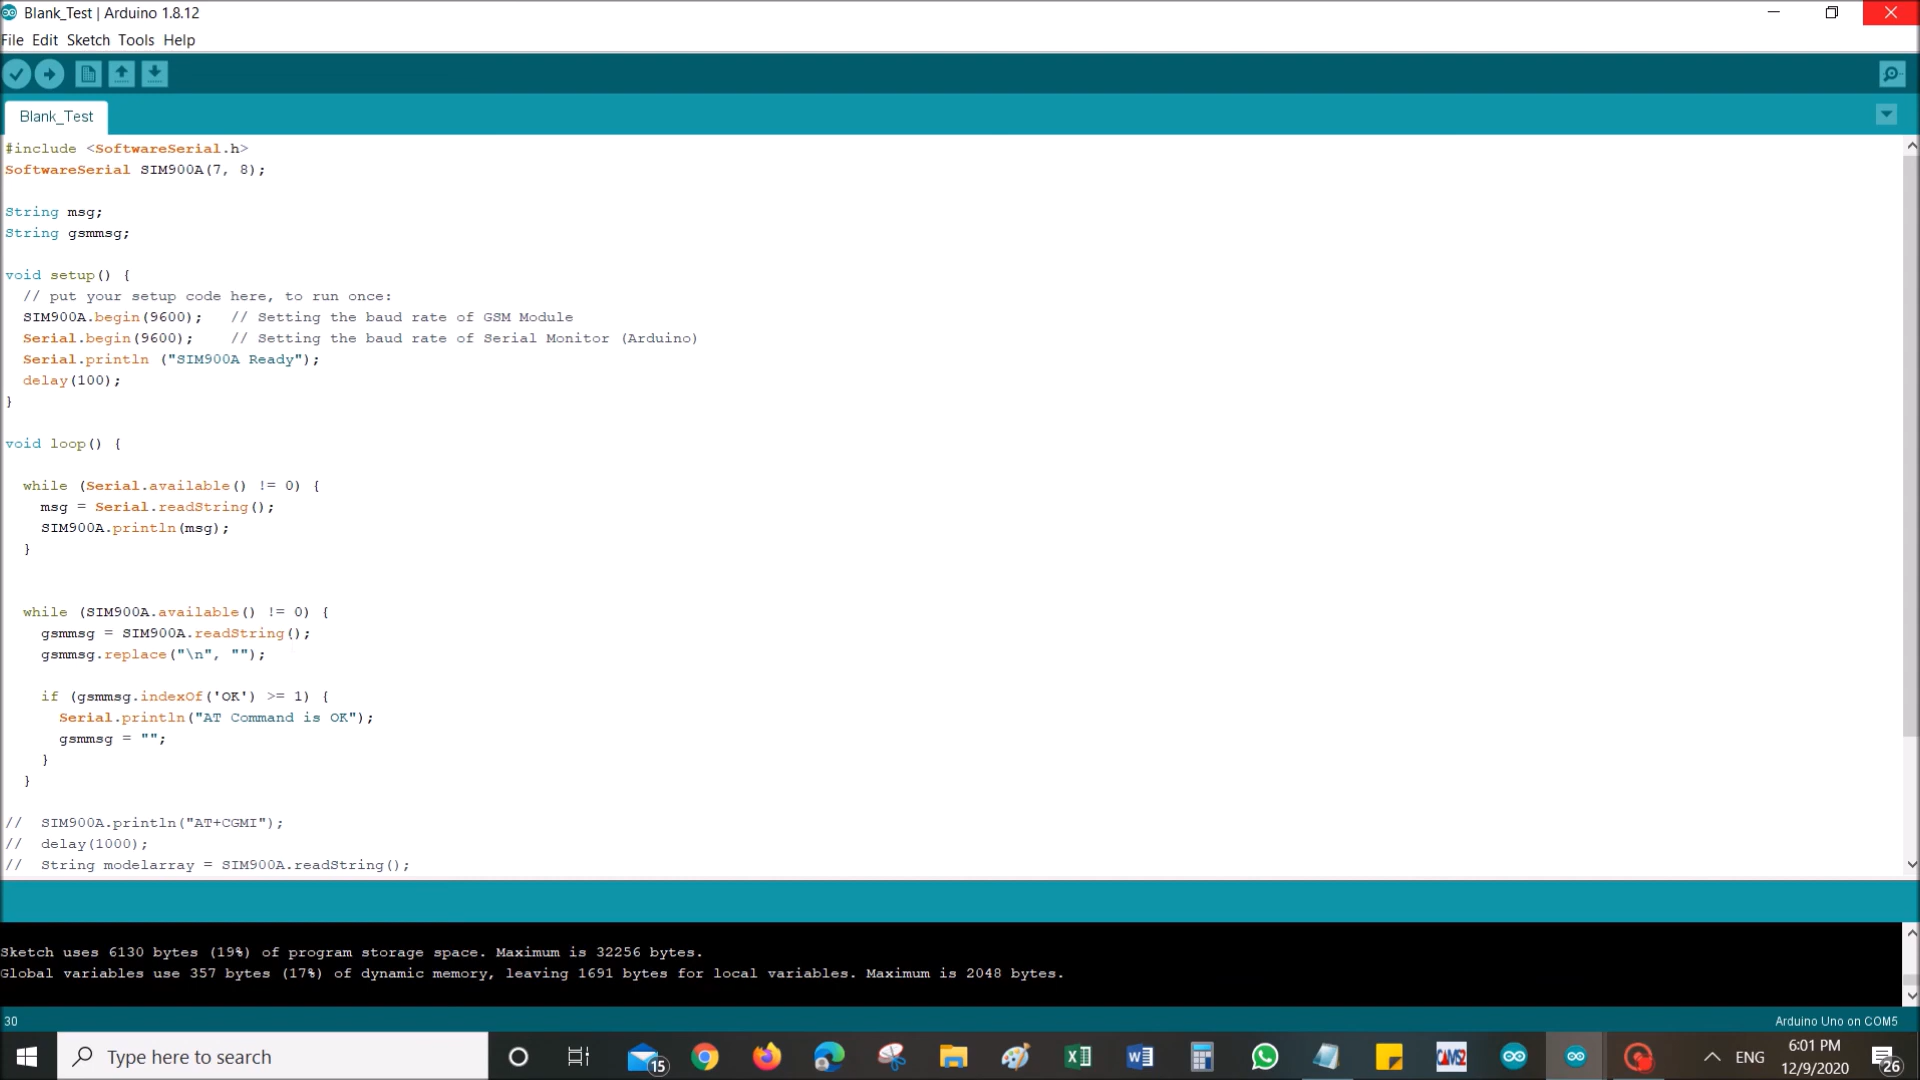 Blank_Test | Arduino 1.8.12
File Edit Sketch Tools Help
Blank_Test
#include <SoftwareSerial.h>
SoftwareSerial SIM900A(7, 8);
String msg;
String gsmmsg;
void setup() {
// put your setup code here, to run once:
SIM900A.begin(9600);   // Setting the baud rate of GSM Module
Serial.begin(9600);    // Setting the baud rate of Serial Monitor (Arduino)
Serial.println ("SIM900A Ready");
delay(100);
}
void loop() {
while (Serial.available() != 0) {
msg = Serial.readString();
SIM900A.println(msg);
}
while (SIM900A.available() != 0) {
gsmmsg = SIM900A.readString();
gsmmsg.replace("\n", "");
if (gsmmsg.indexOf('OK') >= 1) {
Serial.println("AT Command is OK");
gsmmsg = "";
}
}
//  SIM900A.println("AT+CGMI");
//  delay(1000);
//  String modelarray = SIM900A.readString();
Sketch uses 6130 bytes (19%) of program storage space. Maximum is 32256 bytes.
Global variables use 357 bytes (17%) of dynamic memory, leaving 1691 bytes for local variables. Maximum is 2048 bytes.
30
Arduino Uno on COM5
Type here to search
15
CAMS2
ENG
6:01 PM
12/9/2020
26